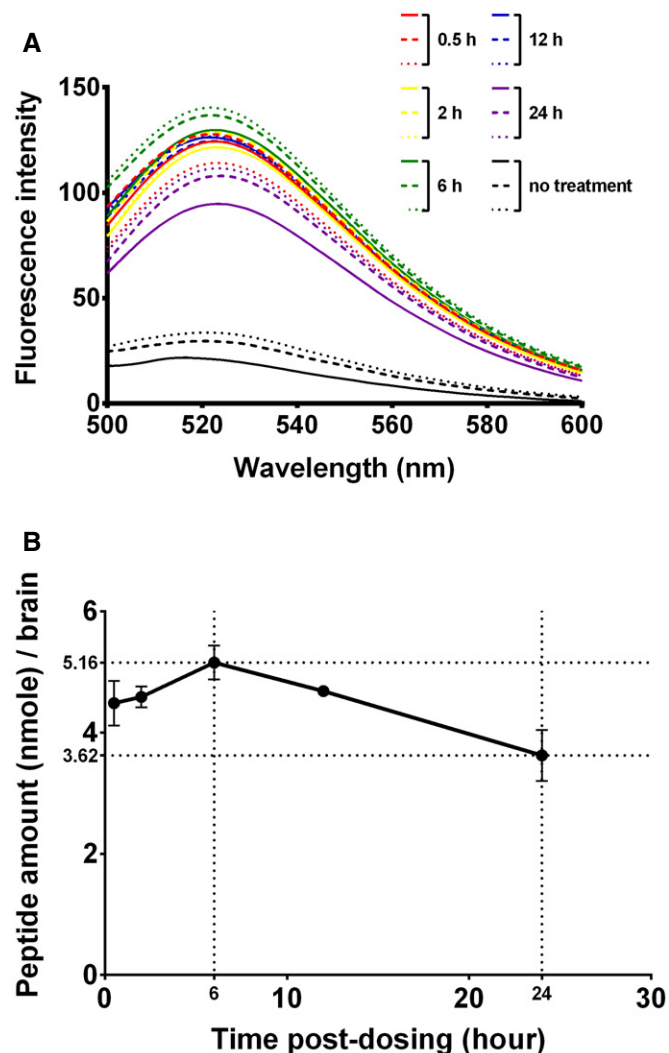 A
0.5 h
12 h
2 h
24 h
6 h
no treatment
150
100
50
0
Fluorescence intensity
500
520
540
560
580
600
Wavelength (nm)
B
6
5.16
4
3.62
2
0
Peptide amount (nmole) / brain
0
6
10
20
24
30
Time post-dosing (hour)